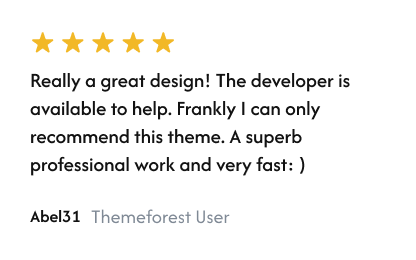 Really a great design! The developer is
available to help. Frankly I can only
recommend this theme. A superb
professional work and very fast: )
Abel31 Themeforest User